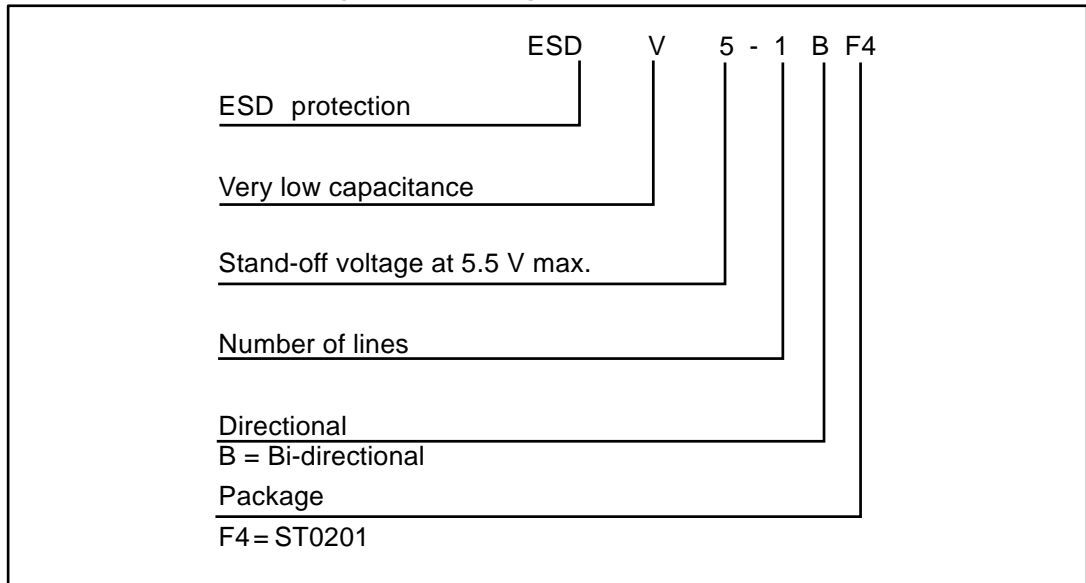 ESD V 5 - 1 B F4
ESD protection
Very low capacitance
Stand-off voltage at 5.5 V max.
Number of lines
Directional
B = Bi-directional
Package
F4 = ST0201